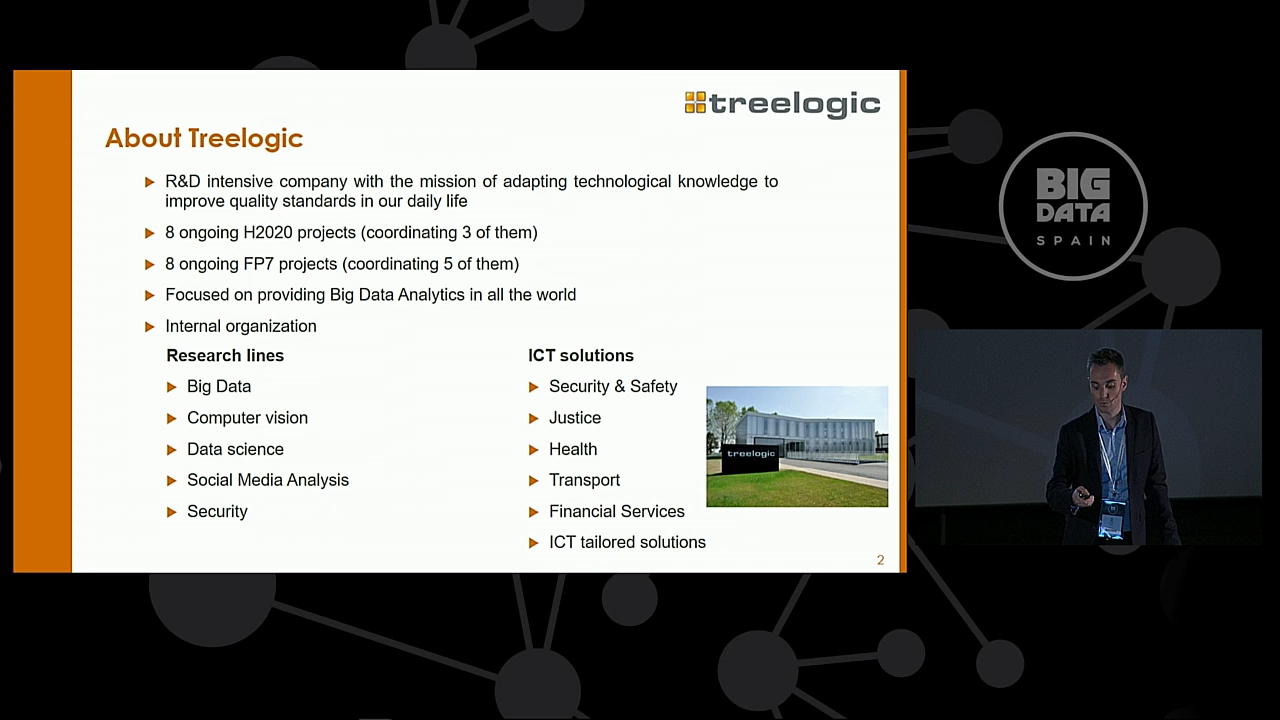 treelogic
About Treelogic
R&D intensive company with the mission of adapting technological knowledge to
improve quality standards in our daily life
8 ongoing H2020 projects (coordinating 3 of them)
8 ongoing FP7 projects (coordinating 5 of them)
Focused on providing Big Data Analytics in all the world
Internal organization
Research lines
Big Data
Computer vision
Data science
Social Media Analysis
Security
ICT solutions
Security & Safety
Justice
Health
Transport
Financial Services
ICT tailored solutions
treelogic
2
BIG
DATA
SPAIN